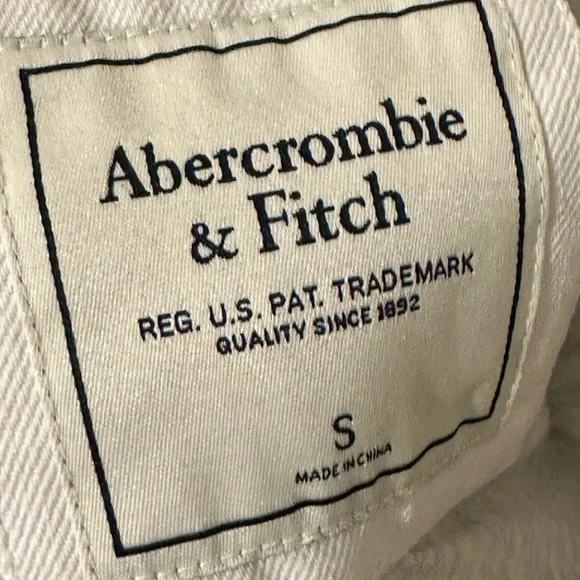 Abercrombie
& Fitch
REG. U.S. PAT. TRADEMARK
QUALITY SINCE 1892
S
MADE IN CHINA